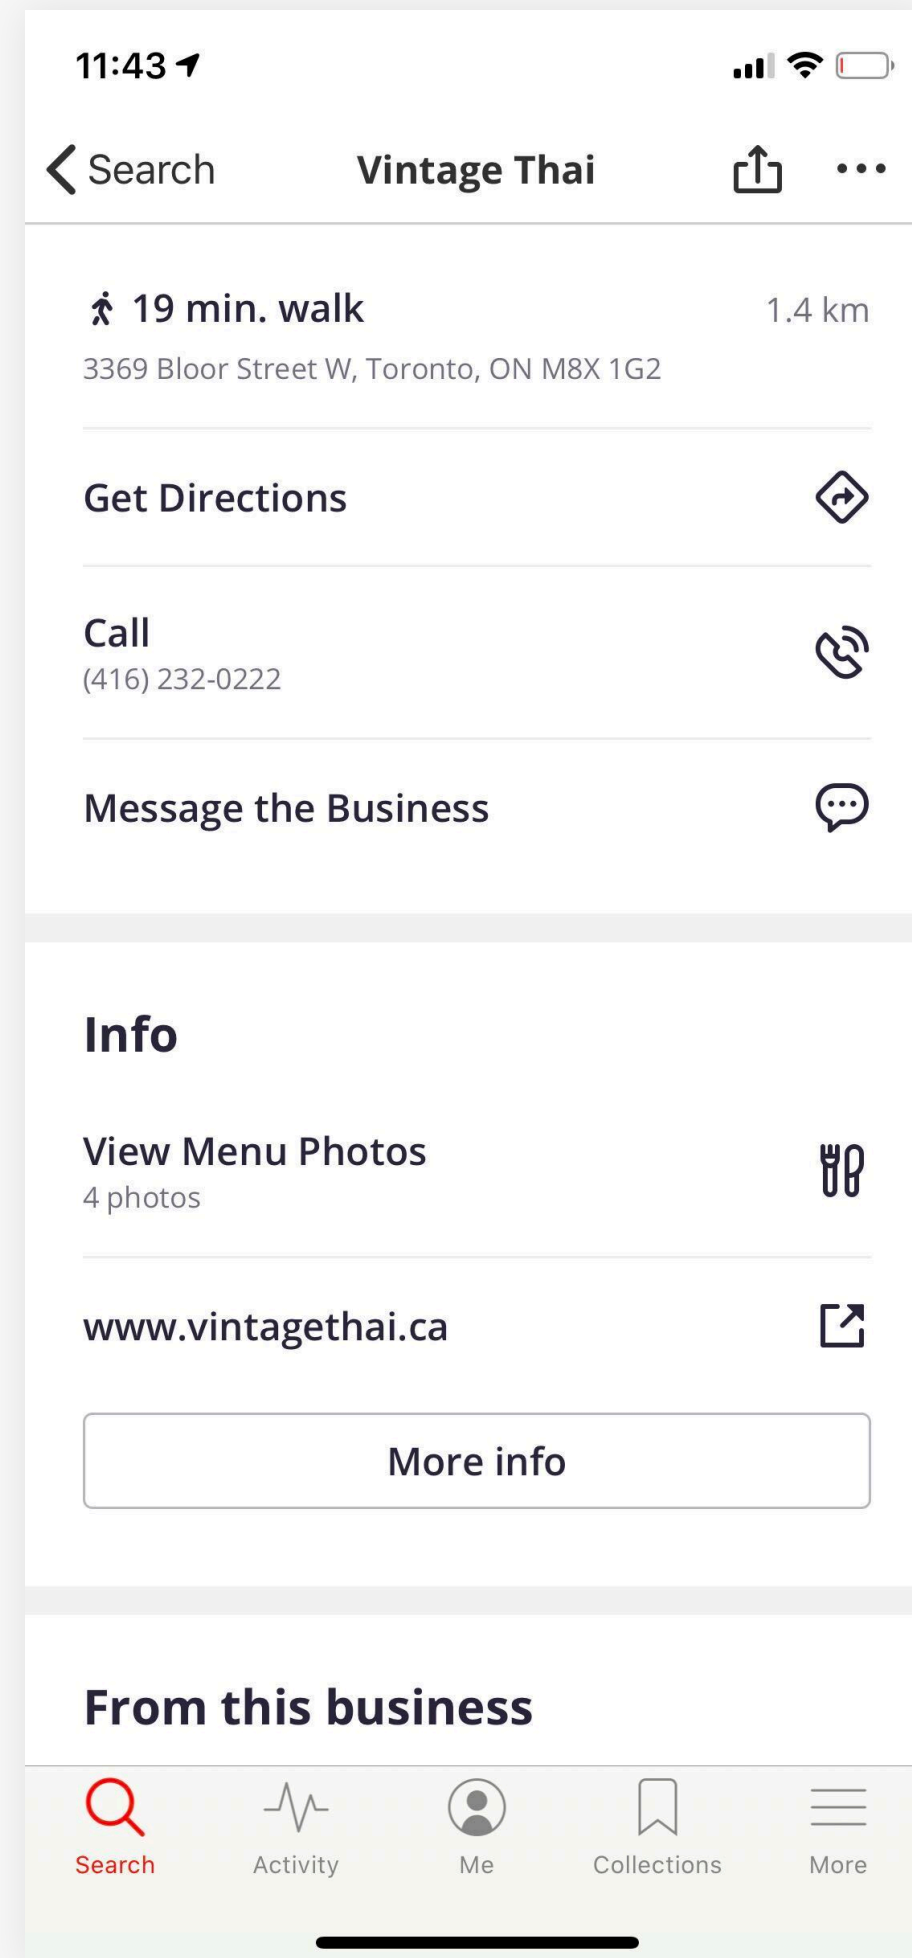 11:43
Search
Vintage Thai
19 min. walk
1.4 km
3369 Bloor Street W, Toronto, ON M8X 1G2
Get Directions
Call
(416) 232-0222
Message the Business
Info
View Menu Photos
4 photos
www.vintagethai.ca
More info
From this business
Search
Activity
Me
Collections
More